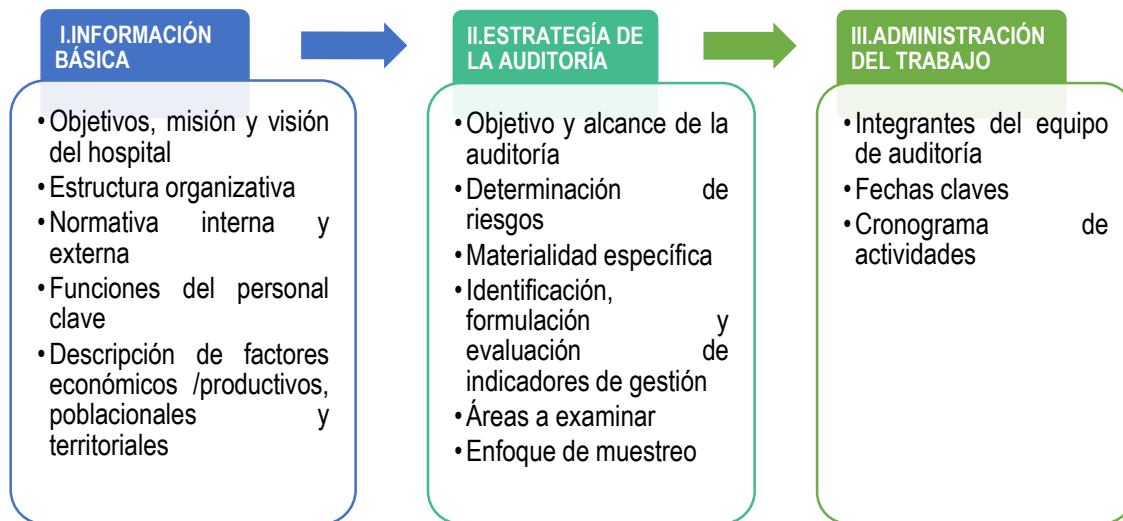 I.INFORMACIÓN
BÁSICA
•Objetivos, misión y visión
del hospital
•Estructura organizativa
•Normativa interna y
externa
•Funciones del personal
clave
•Descripción de factores
económicos /productivos,
poblacionales y
territoriales
II.ESTRATEGÍA DE
LA AUDITORÍA
•Objetivo y alcance de la
auditoría
•Determinación de
riesgos
•Materialidad específica
•Identificación,
formulación y
evaluación de
indicadores de gestión
•Áreas a examinar
•Enfoque de muestreo
III.ADMINISTRACIÓN
DEL TRABAJO
•Integrantes del equipo
de auditoría
•Fechas claves
•Cronograma de
actividades